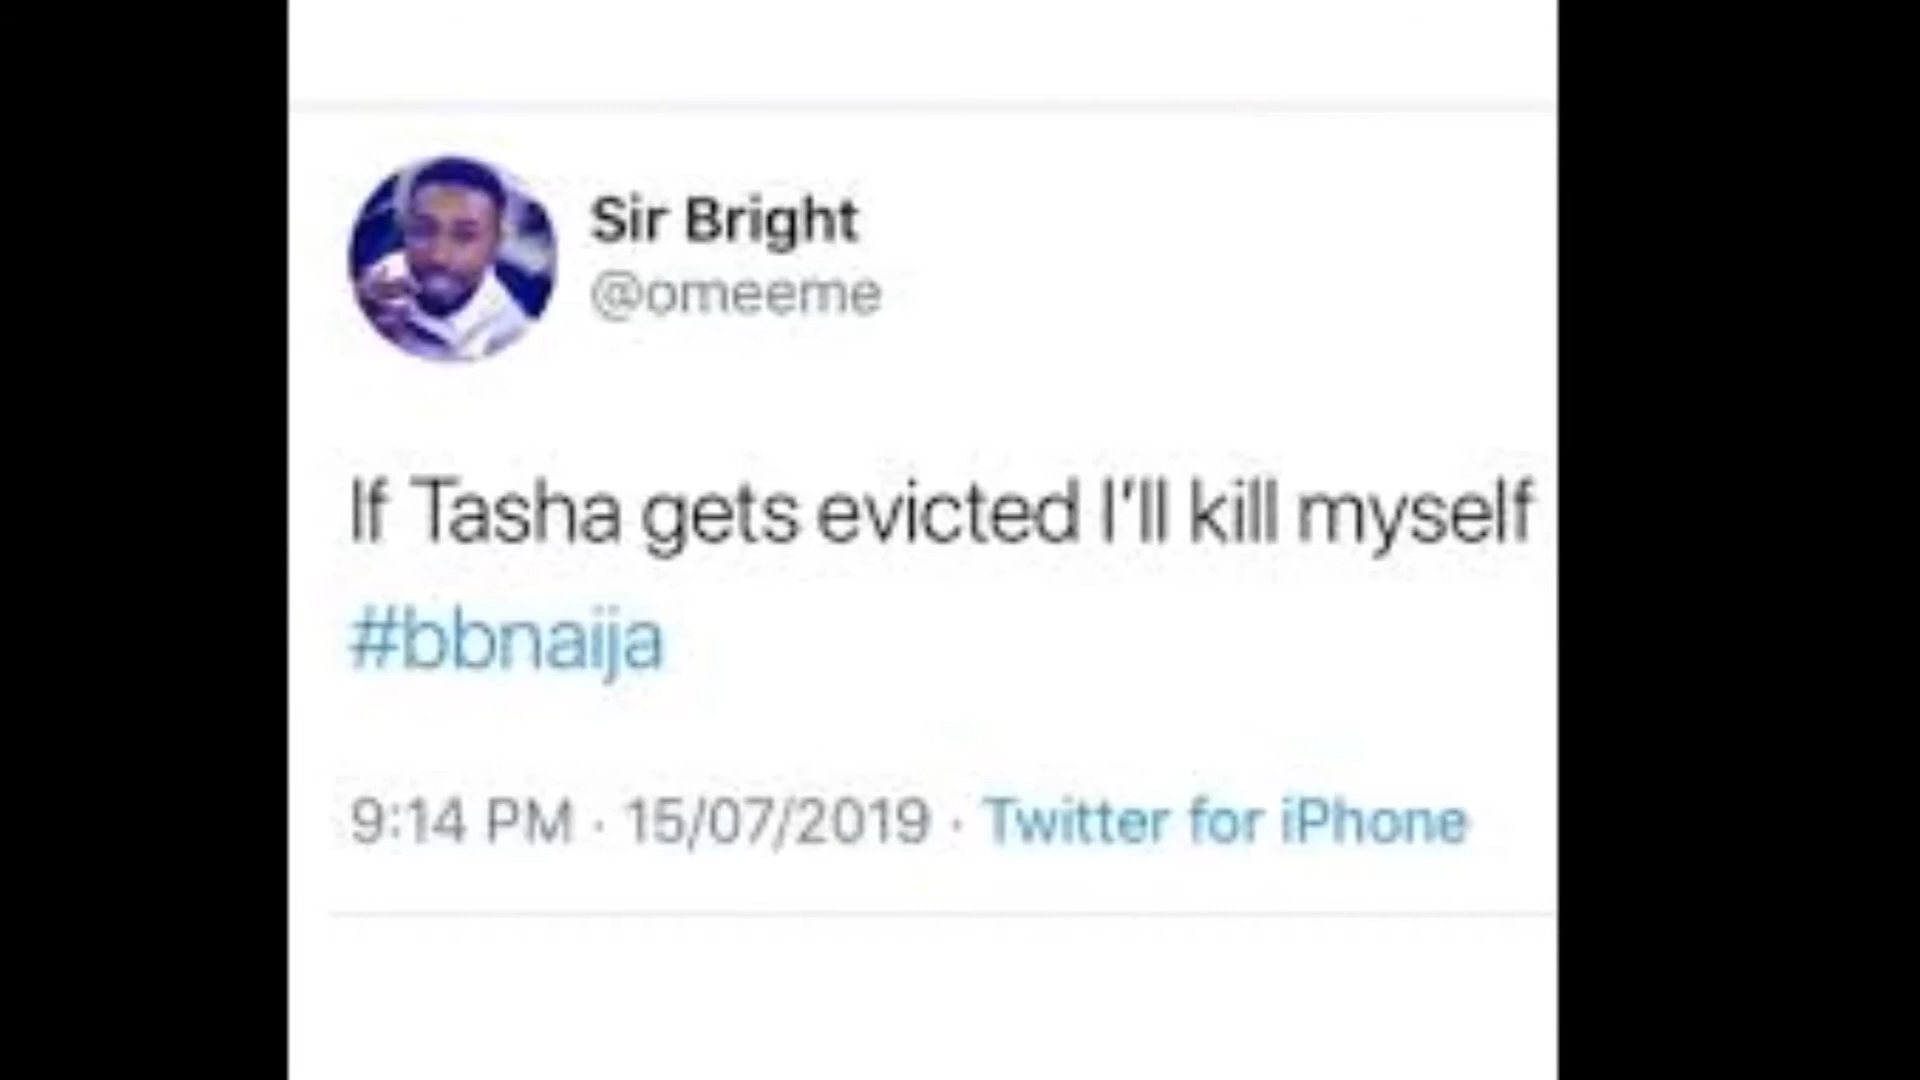 Sir Bright
@omeeme
If Tasha gets evicted I'll kill myself
#bbnaija
9:14 PM · 15/07/2019 · Twitter for iPhone